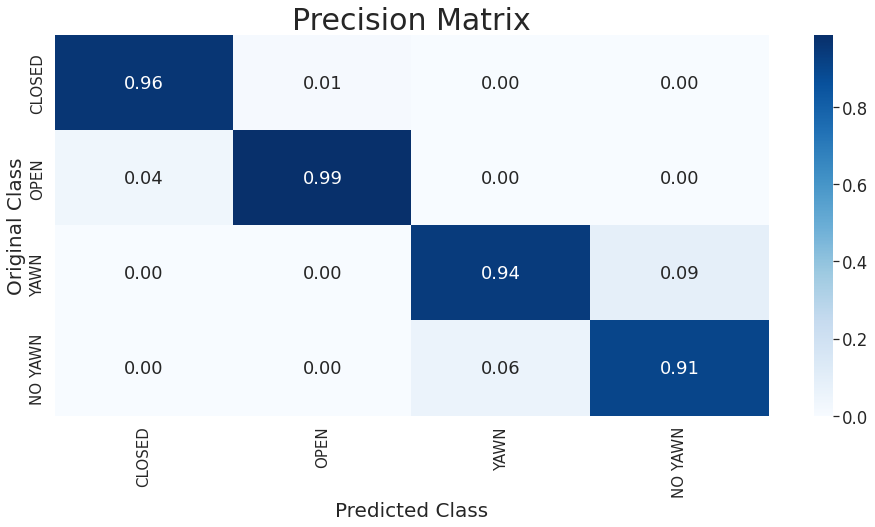 Precision Matrix
Original Class
CLOSED
0.96 0.01 0.00 0.00
OPEN
0.04 0.99 0.00 0.00
YAWN
0.00 0.00 0.94 0.09
NO YAWN
0.00 0.00 0.06 0.91
CLOSED OPEN YAWN NO YAWN
Predicted Class
0.8
0.6
0.4
0.2
0.0